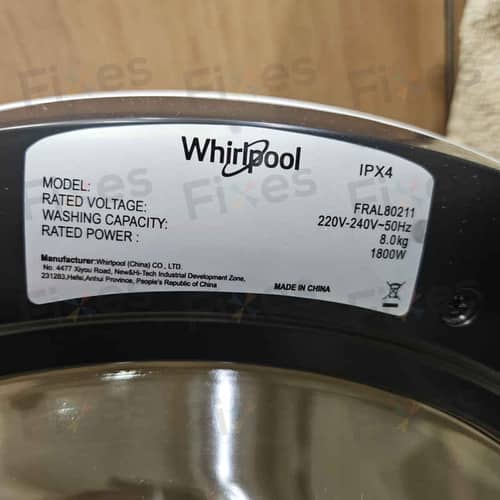 Whirlpool
IPX4
MODEL: FRAL80211
RATED VOLTAGE: 220V-240V~50Hz
WASHING CAPACITY: 8.0kg
RATED POWER : 1800W
Manufacturer:Whirlpool (China) CO., LTD.
No. 4477 Xiyou Road, New&Hi-Tech Industrial Development Zone,
231283,Hefei,Anhui Province, People's Republic of China
MADE IN CHINA
Fixes